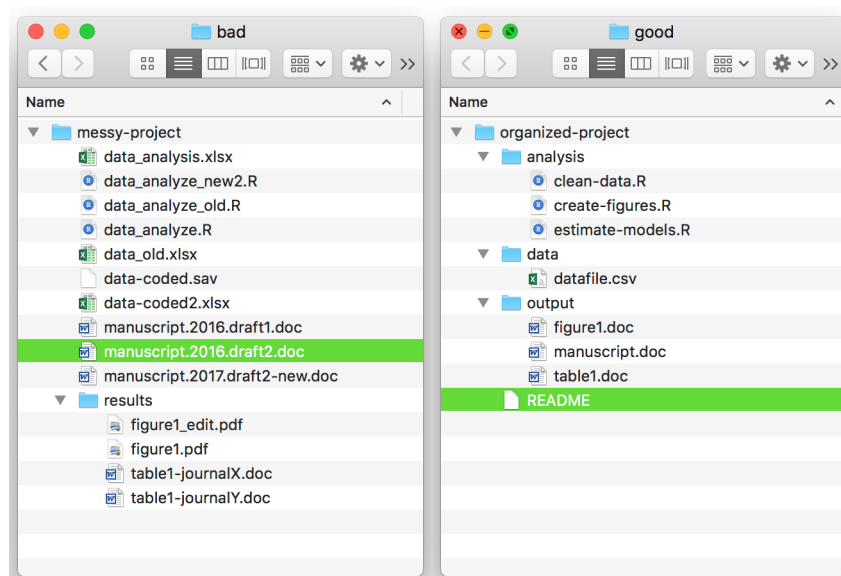 bad
Name
messy-project
data_analysis.xlsx
data_analyze_new2.R
data_analyze_old.R
data_analyze.R
data_old.xlsx
data-coded.sav
data-coded2.xlsx
manuscript.2016.draft1.doc
manuscript.2016.draft2.doc
manuscript.2017.draft2-new.doc
results
figure1_edit.pdf
figure1.pdf
table1-journalX.doc
table1-journalY.doc
good
Name
organized-project
analysis
clean-data.R
create-figures.R
estimate-models.R
data
datafile.csv
output
figure1.doc
manuscript.doc
table1.doc
README